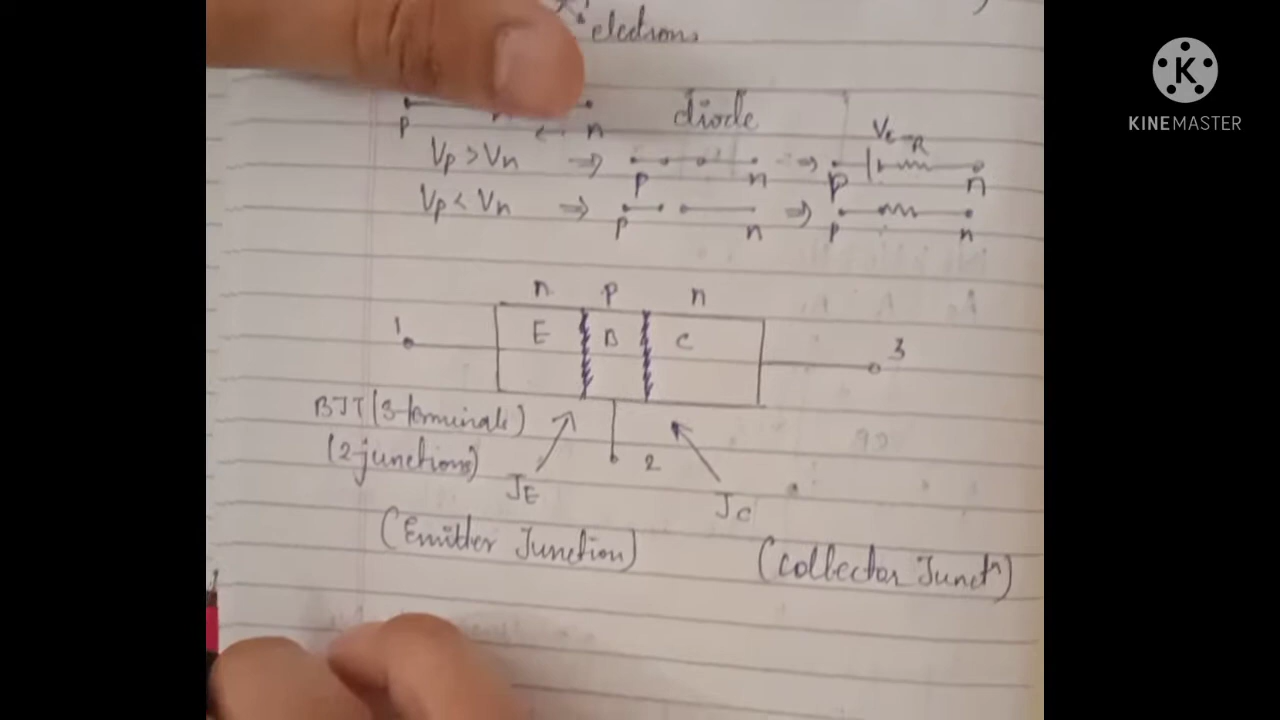 electrons
p n diode
Vp > Vn ⇒ p n ⇒ p n
Vp < Vn ⇒ p n ⇒ p n
n p n
1 E B C 3
BJT (3-terminals)
(2-junctions)
2
JE
JC
(Emitter Junction)
(Collector Junctn)
K
KINEMASTER